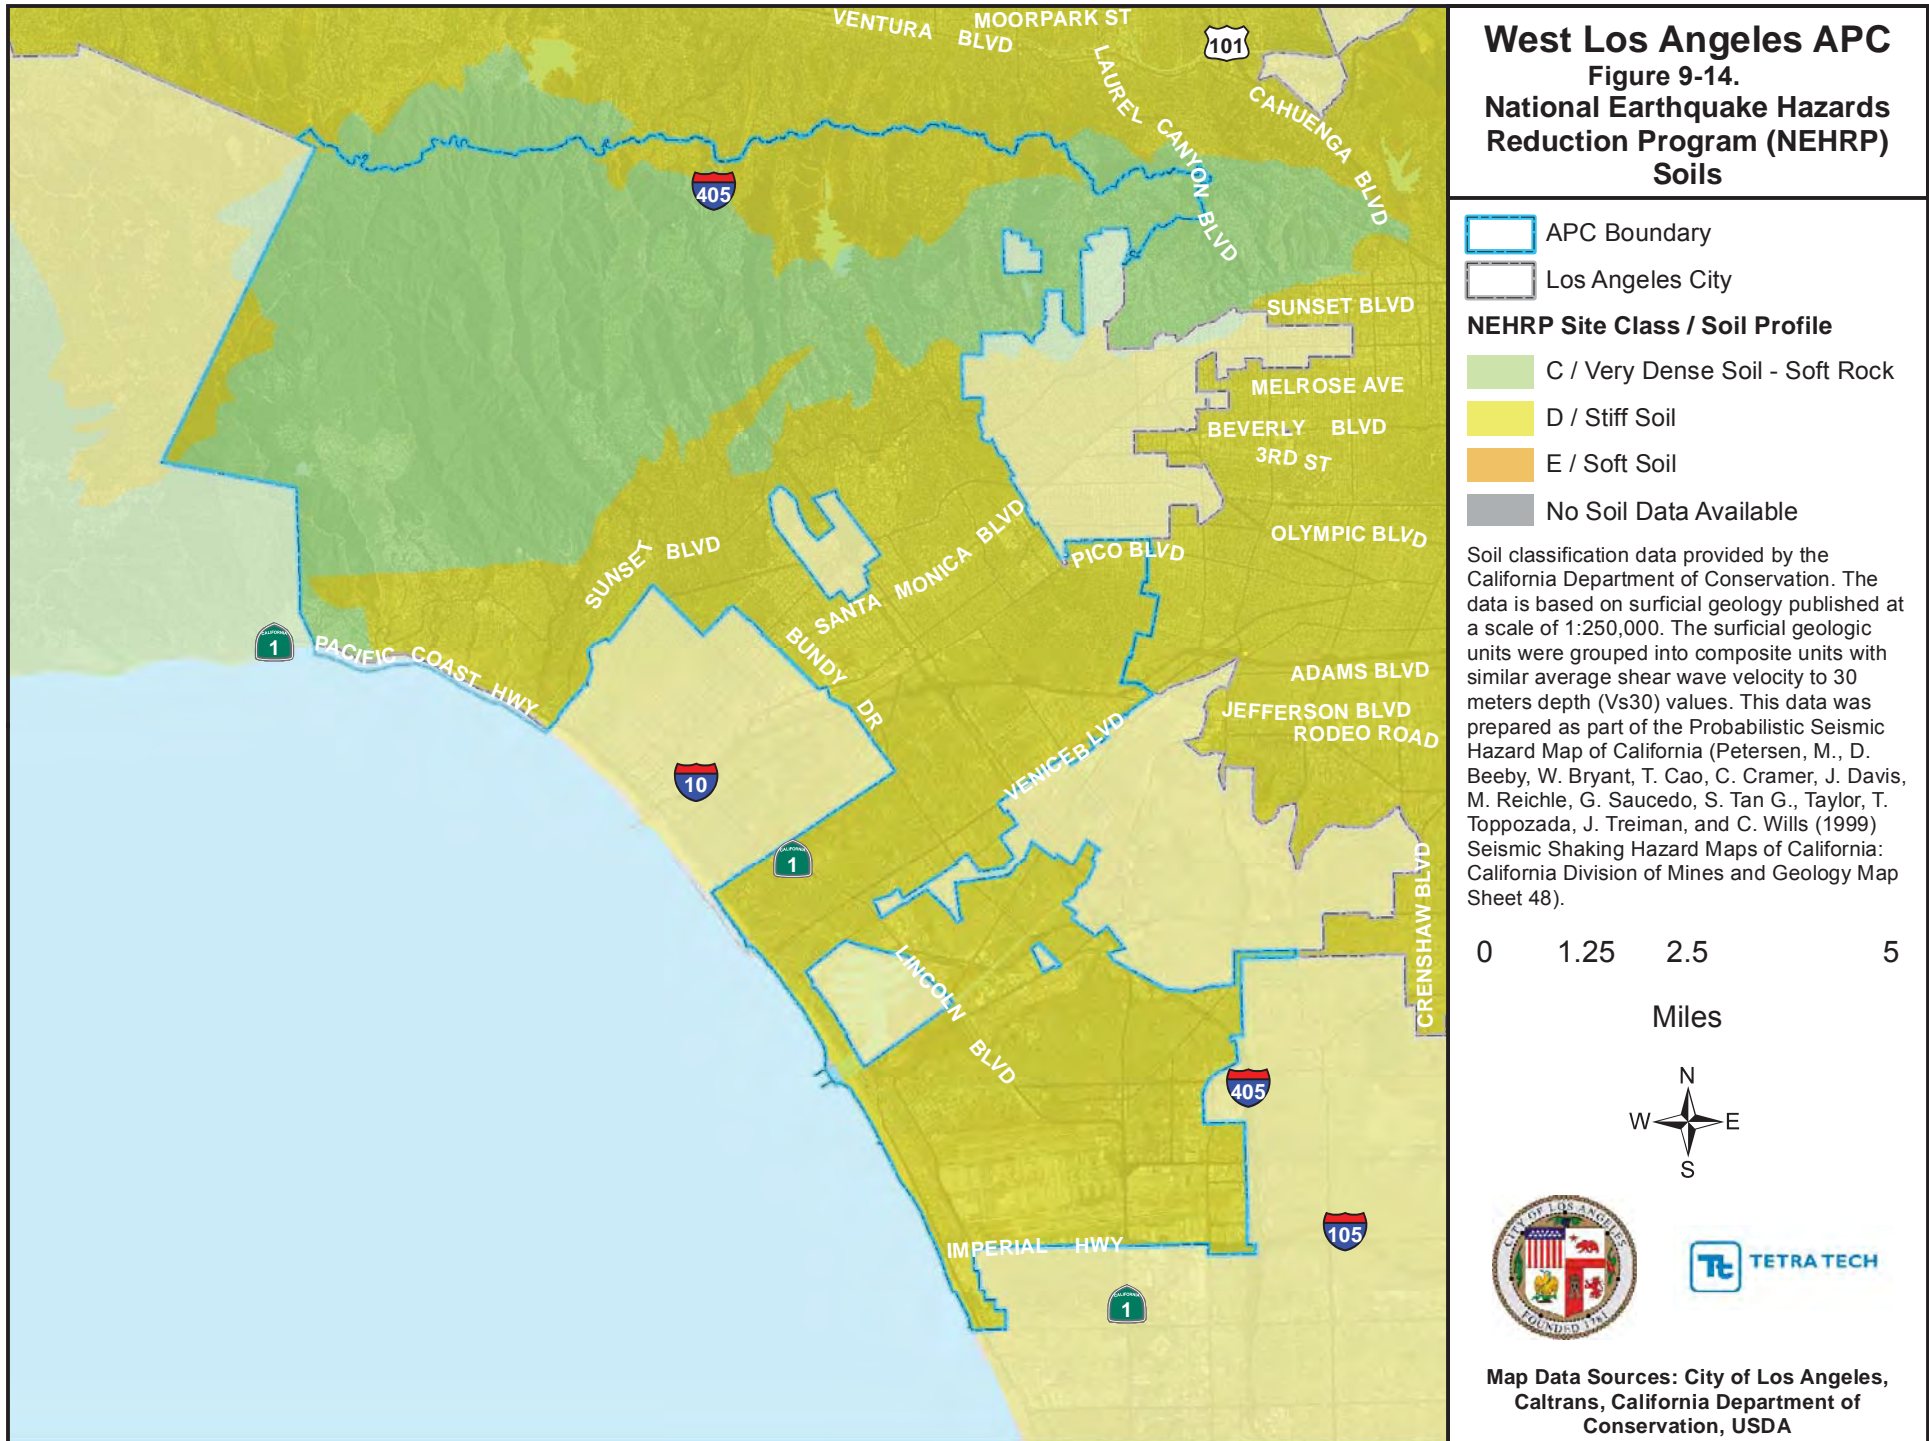 VENTURA BLVD
MOORPARK ST
101
LAUREL CANYON BLVD
CAHUENGA BLVD
405
SUNSET BLVD
MELROSE AVE
BEVERLY BLVD
3RD ST
OLYMPIC BLVD
PICO BLVD
SANTA MONICA BLVD
SUNSET BLVD
BUNDY DR
CALIFORNIA
1
PACIFIC COAST HWY
ADAMS BLVD
JEFFERSON BLVD
RODEO ROAD
VENICE BLVD
10
CALIFORNIA
1
CRENSHAW BLVD
LINCOLN BLVD
405
105
IMPERIAL HWY
CALIFORNIA
1
West Los Angeles APC
Figure 9-14.
National Earthquake Hazards
Reduction Program (NEHRP)
Soils
APC Boundary
Los Angeles City
NEHRP Site Class / Soil Profile
C / Very Dense Soil - Soft Rock
D / Stiff Soil
E / Soft Soil
No Soil Data Available
Soil classification data provided by the
California Department of Conservation. The
data is based on surficial geology published at
a scale of 1:250,000. The surficial geologic
units were grouped into composite units with
similar average shear wave velocity to 30
meters depth (Vs30) values. This data was
prepared as part of the Probabilistic Seismic
Hazard Map of California (Petersen, M., D.
Beeby, W. Bryant, T. Cao, C. Cramer, J. Davis,
M. Reichle, G. Saucedo, S. Tan G., Taylor, T.
Toppozada, J. Treiman, and C. Wills (1999)
Seismic Shaking Hazard Maps of California:
California Division of Mines and Geology Map
Sheet 48).
0 1.25 2.5 5
Miles
N
W E
S
CITY OF LOS ANGELES
FOUNDED 1781
Tt TETRA TECH
Map Data Sources: City of Los Angeles,
Caltrans, California Department of
Conservation, USDA